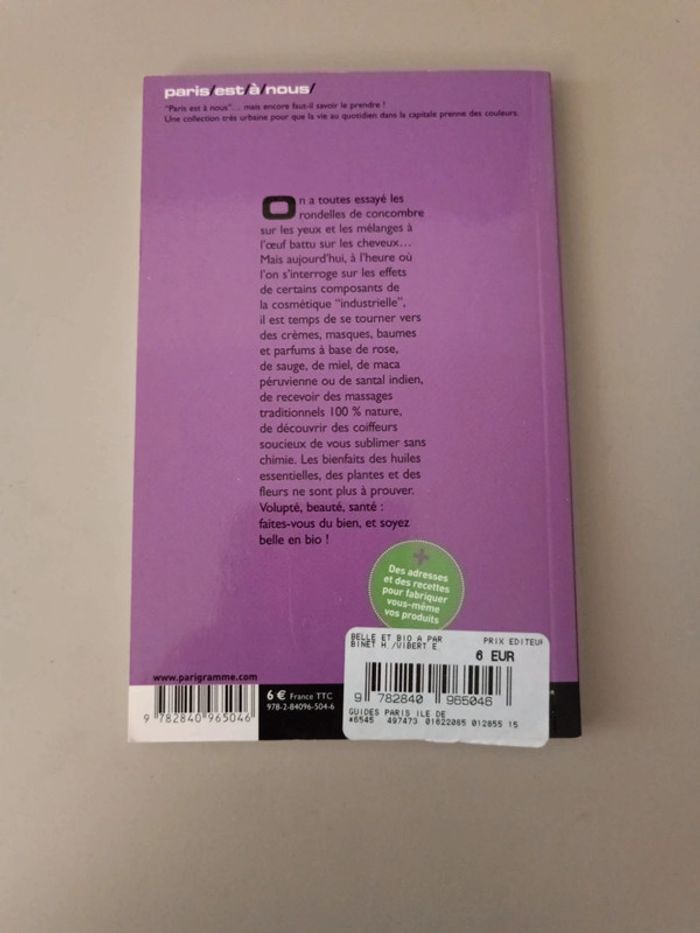 paris/est/à/nous/
"Paris est à nous"... mais encore faut-il savoir le prendre !
Une collection très urbaine pour que la vie au quotidien dans la capitale prenne des couleurs.
On a toutes essayé les
rondelles de concombre
sur les yeux et les mélanges à
l'œuf battu sur les cheveux...
Mais aujourd'hui, à l'heure où
l'on s'interroge sur les effets
de certains composants de
la cosmétique "industrielle",
il est temps de se tourner vers
des crèmes, masques, baumes
et parfums à base de rose,
de sauge, de miel, de maca
péruvienne ou de santal indien,
de recevoir des massages
traditionnels 100 % nature,
de découvrir des coiffeurs
soucieux de vous sublimer sans
chimie. Les bienfaits des huiles
essentielles, des plantes et des
fleurs ne sont plus à prouver.
Volupté, beauté, santé :
faites-vous du bien, et soyez
belle en bio !
+
Des adresses
et des recettes
pour fabriquer
vous-même
vos produits
www.parigramme.com
9 782840 965046
6 € France TTC
978-2-84096-504-6
BELLE ET BIO A PAR PRIX EDITEUR
BINET H./VIBERT E 6 EUR
9 782840 965046
GUIDES PARIS ILE DE
#6545 497473 01622085 012855 15